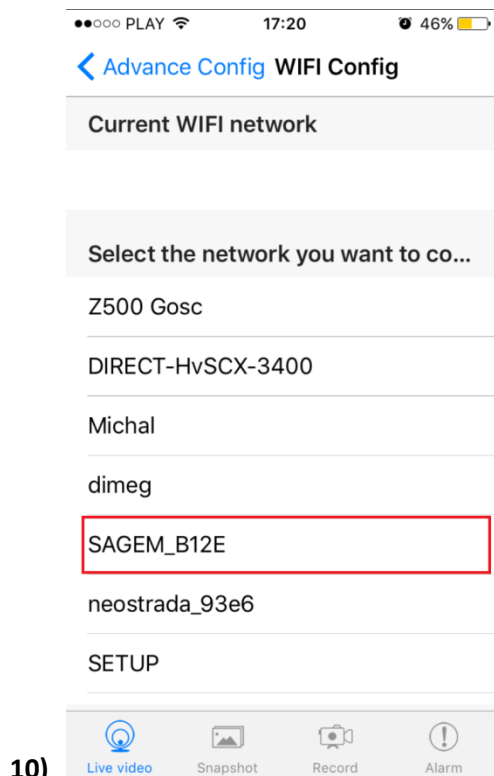 PLAY 17:20 46%
Advance Config WIFI Config
Current WIFI network
Select the network you want to co...
Z500 Gosc
DIRECT-HvSCX-3400
Michal
dimeg
SAGEM_B12E
neostrada_93e6
SETUP
Live video Snapshot Record Alarm
10)